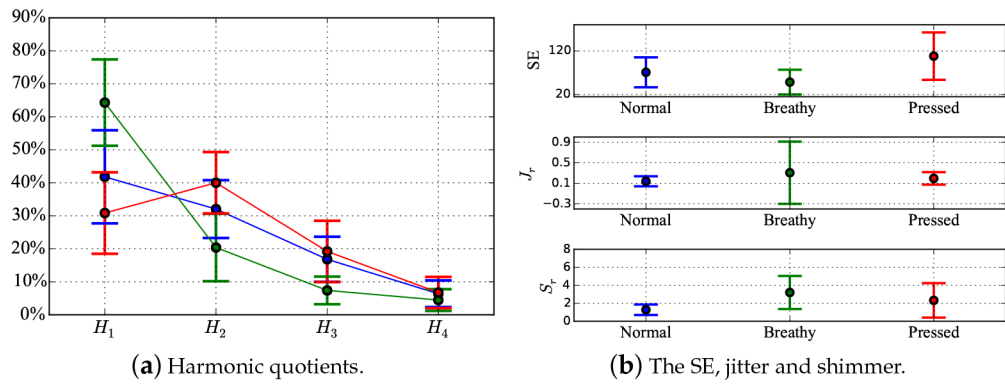 90%
80%
70%
60%
50%
40%
30%
20%
10%
0%
H₁ H₂ H₃ H₄
(a) Harmonic quotients.
SE
120
20
Normal Breathy Pressed
Jᵣ
0.9
0.5
0.1
−0.3
Normal Breathy Pressed
Sᵣ
8
6
4
2
0
Normal Breathy Pressed
(b) The SE, jitter and shimmer.